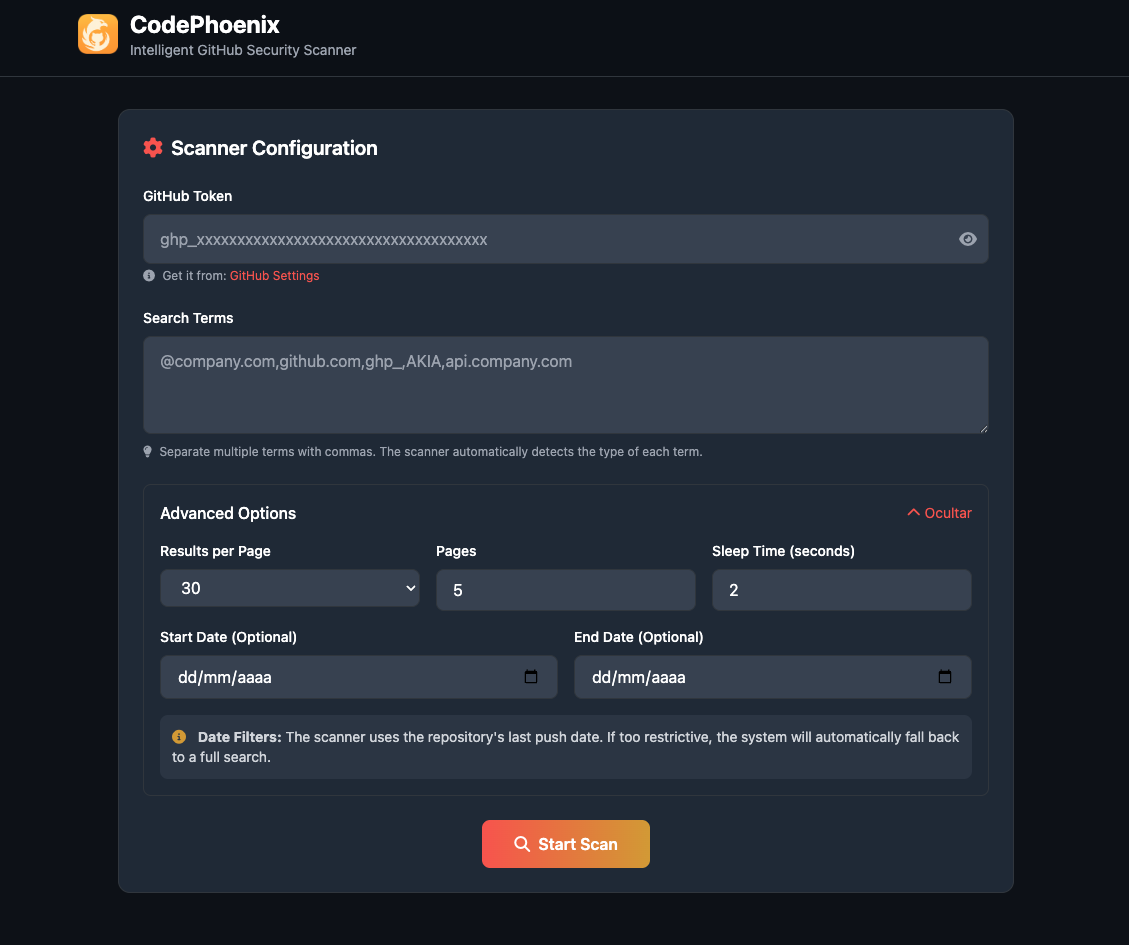 CodePhoenix
Intelligent GitHub Security Scanner
Scanner Configuration
GitHub Token
ghp_xxxxxxxxxxxxxxxxxxxxxxxxxxxxxxxxxxxx
Get it from: GitHub Settings
Search Terms
@company.com,github.com,ghp_,AKIA,api.company.com
Separate multiple terms with commas. The scanner automatically detects the type of each term.
Advanced Options
Ocultar
Results per Page
Pages
Sleep Time (seconds)
30
5
2
Start Date (Optional)
End Date (Optional)
dd/mm/aaaa
dd/mm/aaaa
Date Filters: The scanner uses the repository's last push date. If too restrictive, the system will automatically fall back
to a full search.
Start Scan